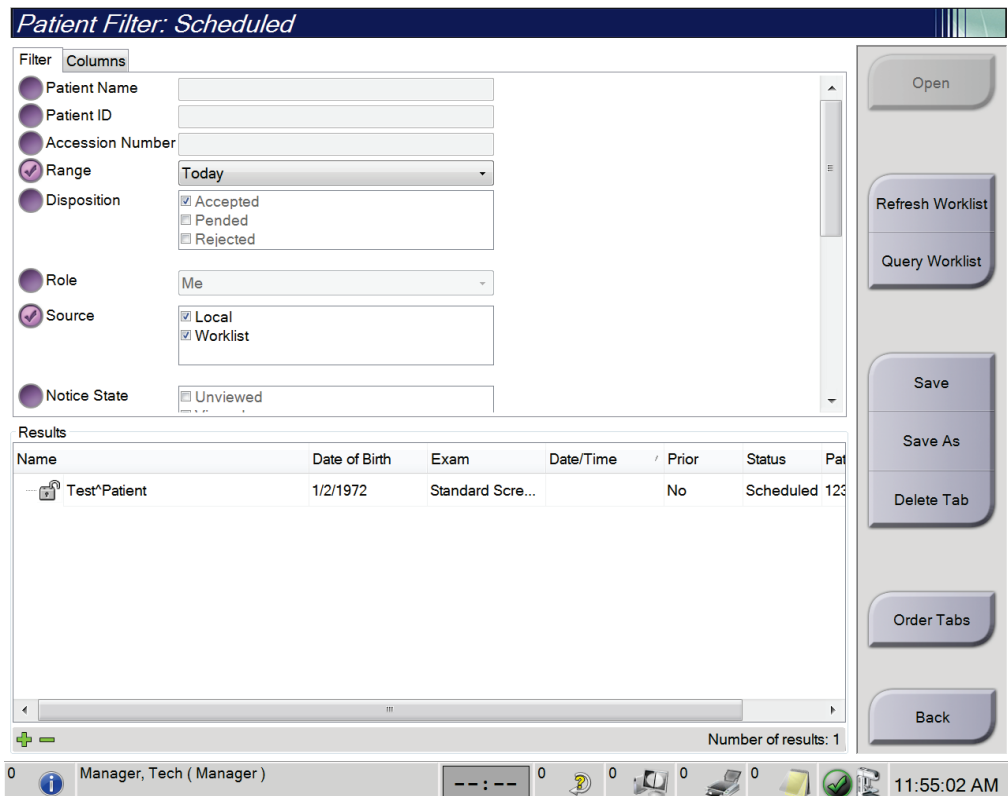 Patient Filter: Scheduled
Filter Columns
Patient Name
Patient ID
Accession Number
Range Today
Disposition Accepted
Pended
Rejected
Role Me
Source Local
Worklist
Notice State Unviewed
Open
Refresh Worklist
Query Worklist
Save
Save As
Delete Tab
Order Tabs
Back
Results
Name Date of Birth Exam Date/Time Prior Status Pat
Test^Patient 1/2/1972 Standard Scre... No Scheduled 123
Number of results: 1
0 Manager, Tech ( Manager ) --:-- 0 0 0 0 11:55:02 AM